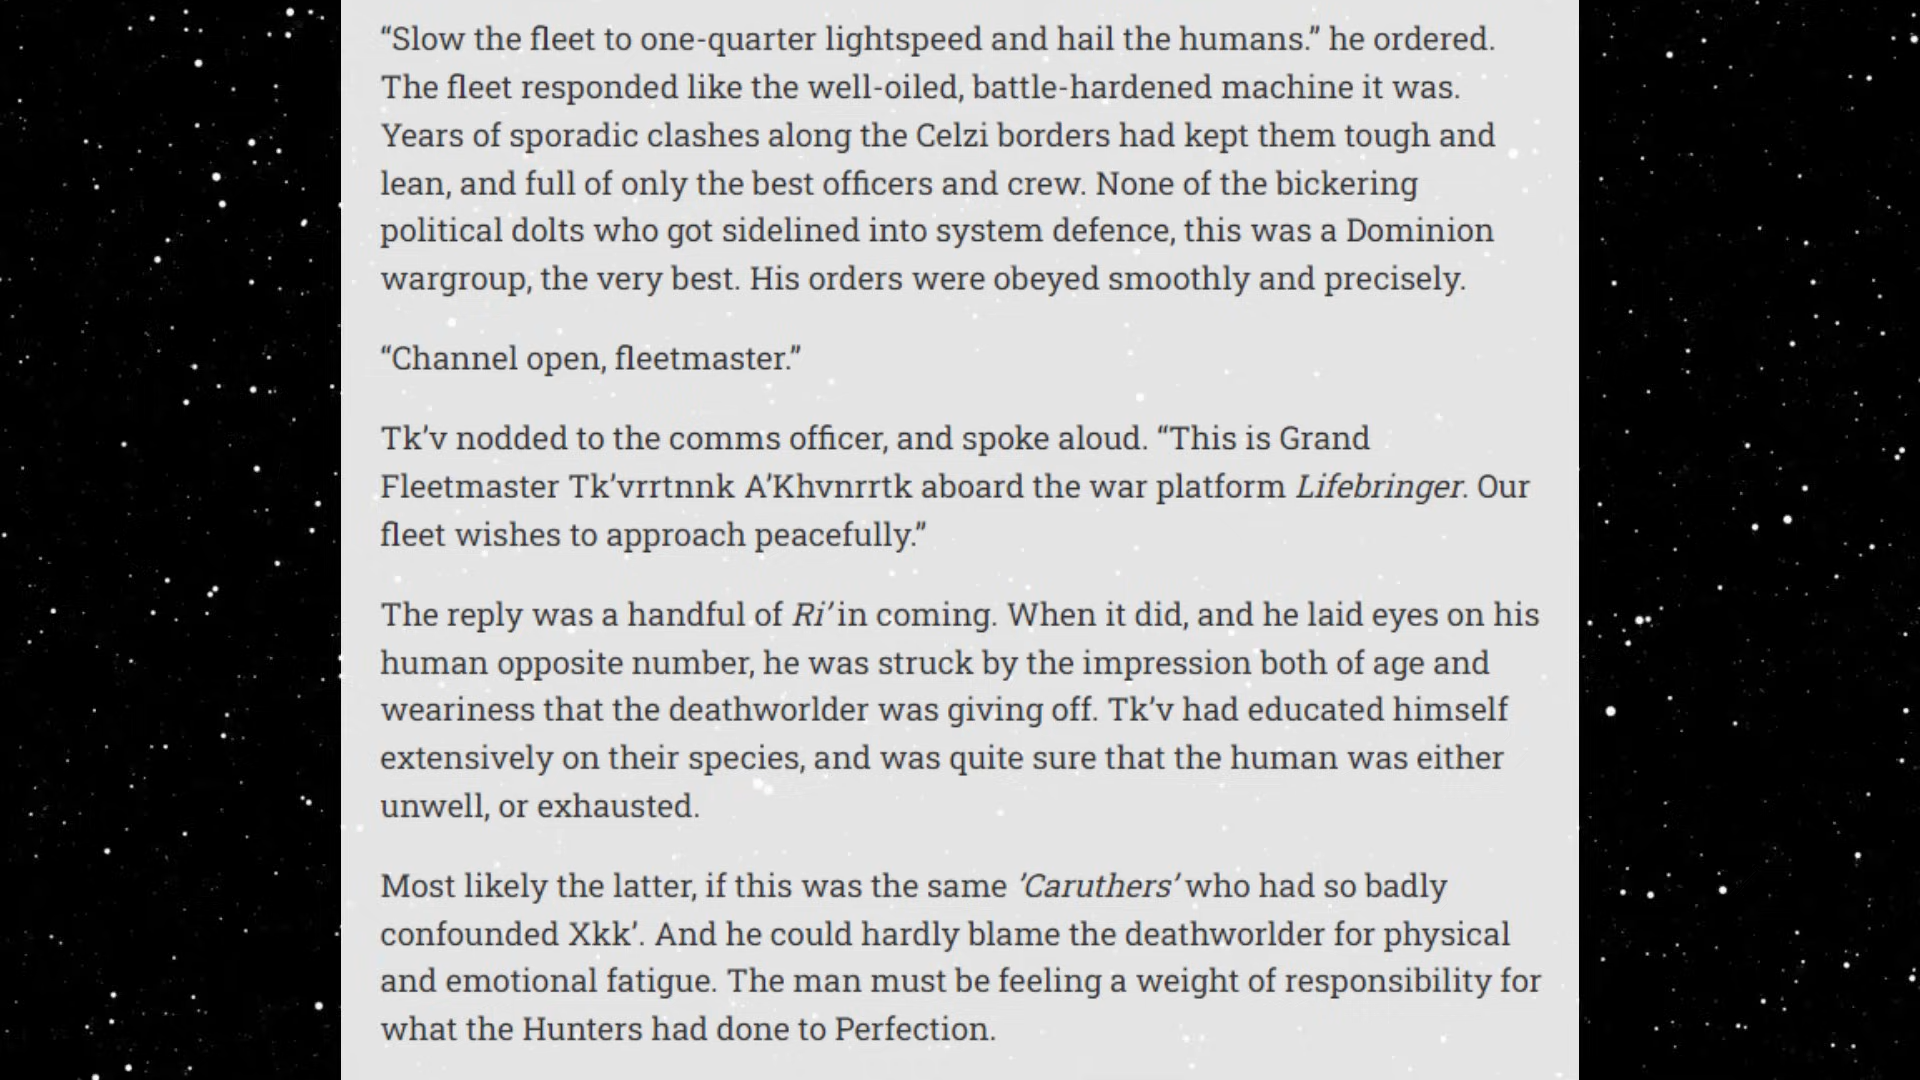 “Slow the fleet to one-quarter lightspeed and hail the humans.” he ordered.
The fleet responded like the well-oiled, battle-hardened machine it was.
Years of sporadic clashes along the Celzi borders had kept them tough and
lean, and full of only the best officers and crew. None of the bickering
political dolts who got sidelined into system defence, this was a Dominion
wargroup, the very best. His orders were obeyed smoothly and precisely.
“Channel open, fleetmaster.”
Tk’v nodded to the comms officer, and spoke aloud. “This is Grand
Fleetmaster Tk’vrrtnnk A’Khvnrrtk aboard the war platform Lifebringer. Our
fleet wishes to approach peacefully.”
The reply was a handful of Ri’ in coming. When it did, and he laid eyes on his
human opposite number, he was struck by the impression both of age and
weariness that the deathworlder was giving off. Tk’v had educated himself
extensively on their species, and was quite sure that the human was either
unwell, or exhausted.
Most likely the latter, if this was the same ’Caruthers’ who had so badly
confounded Xkk’. And he could hardly blame the deathworlder for physical
and emotional fatigue. The man must be feeling a weight of responsibility for
what the Hunters had done to Perfection.